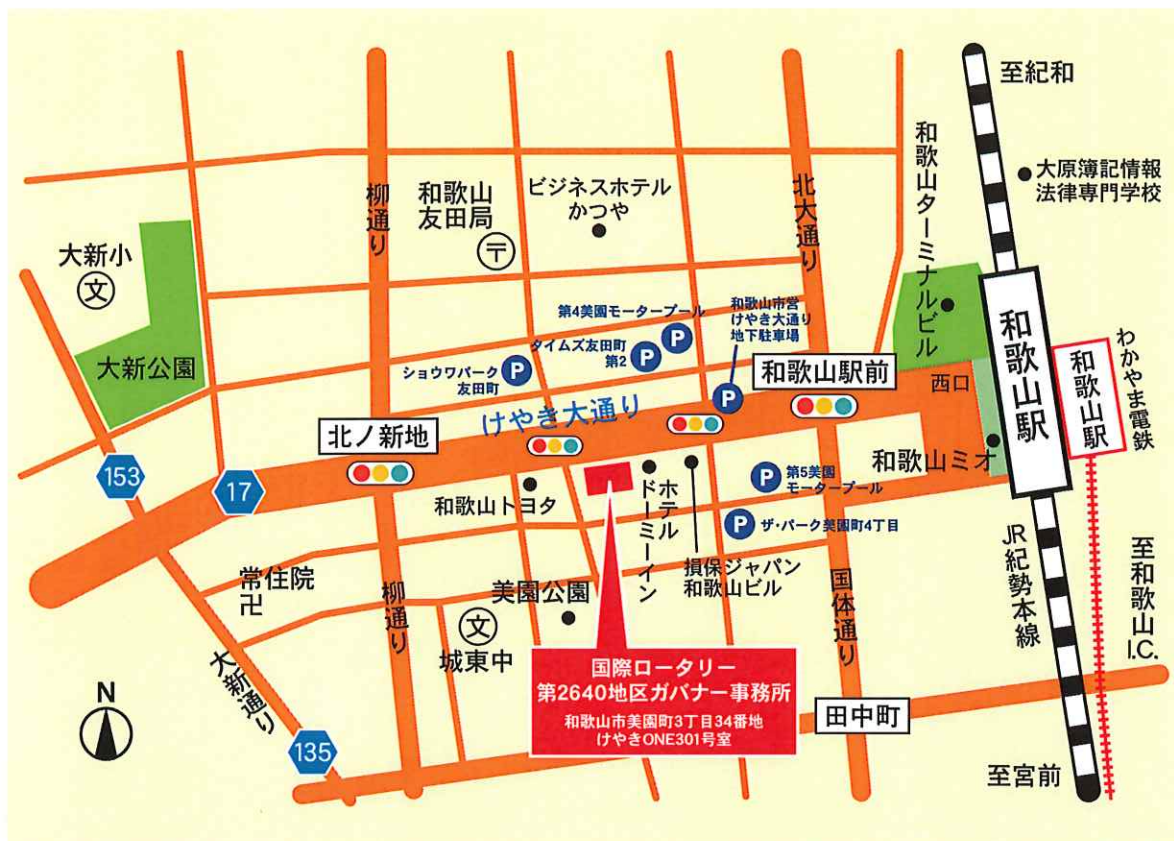 至紀和
大原簿記情報
法律専門学校
和歌山ターミナルビル
北大通り
ビジネスホテル
かつや
和歌山
友田局
〒
柳通り
大新小
文
大新公園
第4美園モータープール
P
タイムズ友田町
第2
P
ショウワパーク
友田町
P
和歌山市営
けやき大通り
地下駐車場
P
和歌山駅前
西口
和歌山駅
和歌山駅
わかやま電鉄
けやき大通り
北ノ新地
153
17
和歌山トヨタ
ホテル
ドーミーイン
損保ジャパン
和歌山ビル
P
第5美園
モータープール
P
ザ・パーク美園町4丁目
和歌山ミオ
JR紀勢本線
至和歌山
I.C.
常住院
卍
柳通り
美園公園
文
城東中
国体通り
大新通り
国際ロータリー
第2640地区ガバナー事務所
和歌山市美園町3丁目34番地
けやきONE301号室
田中町
N
135
至宮前